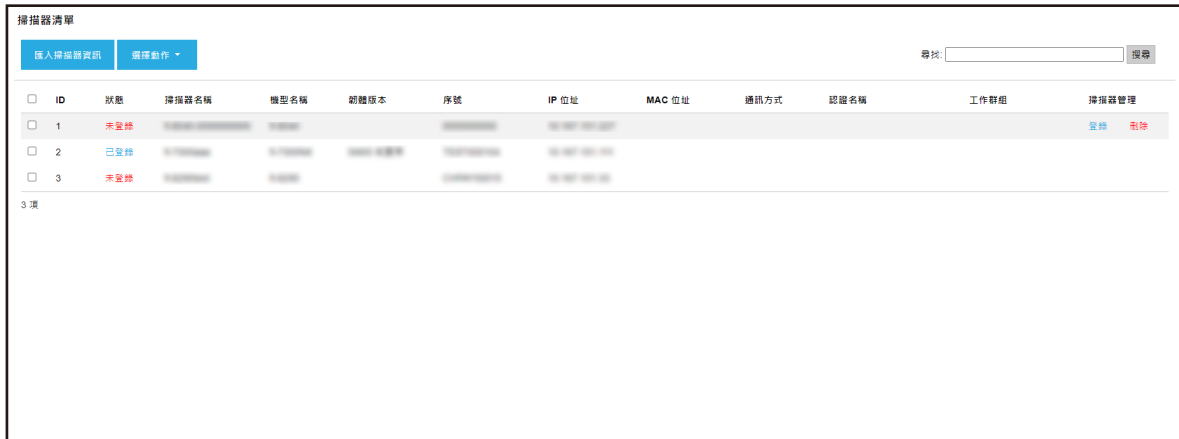 掃描器清單
匯入掃描器資訊 選擇動作 尋找: 搜尋
ID 狀態 掃描器名稱 機型名稱 韌體版本 序號 IP 位址 MAC 位址 通訊方式 認證名稱 工作群組 掃描器管理
1 未登錄 登錄 刪除
2 已登錄
3 未登錄
3 項